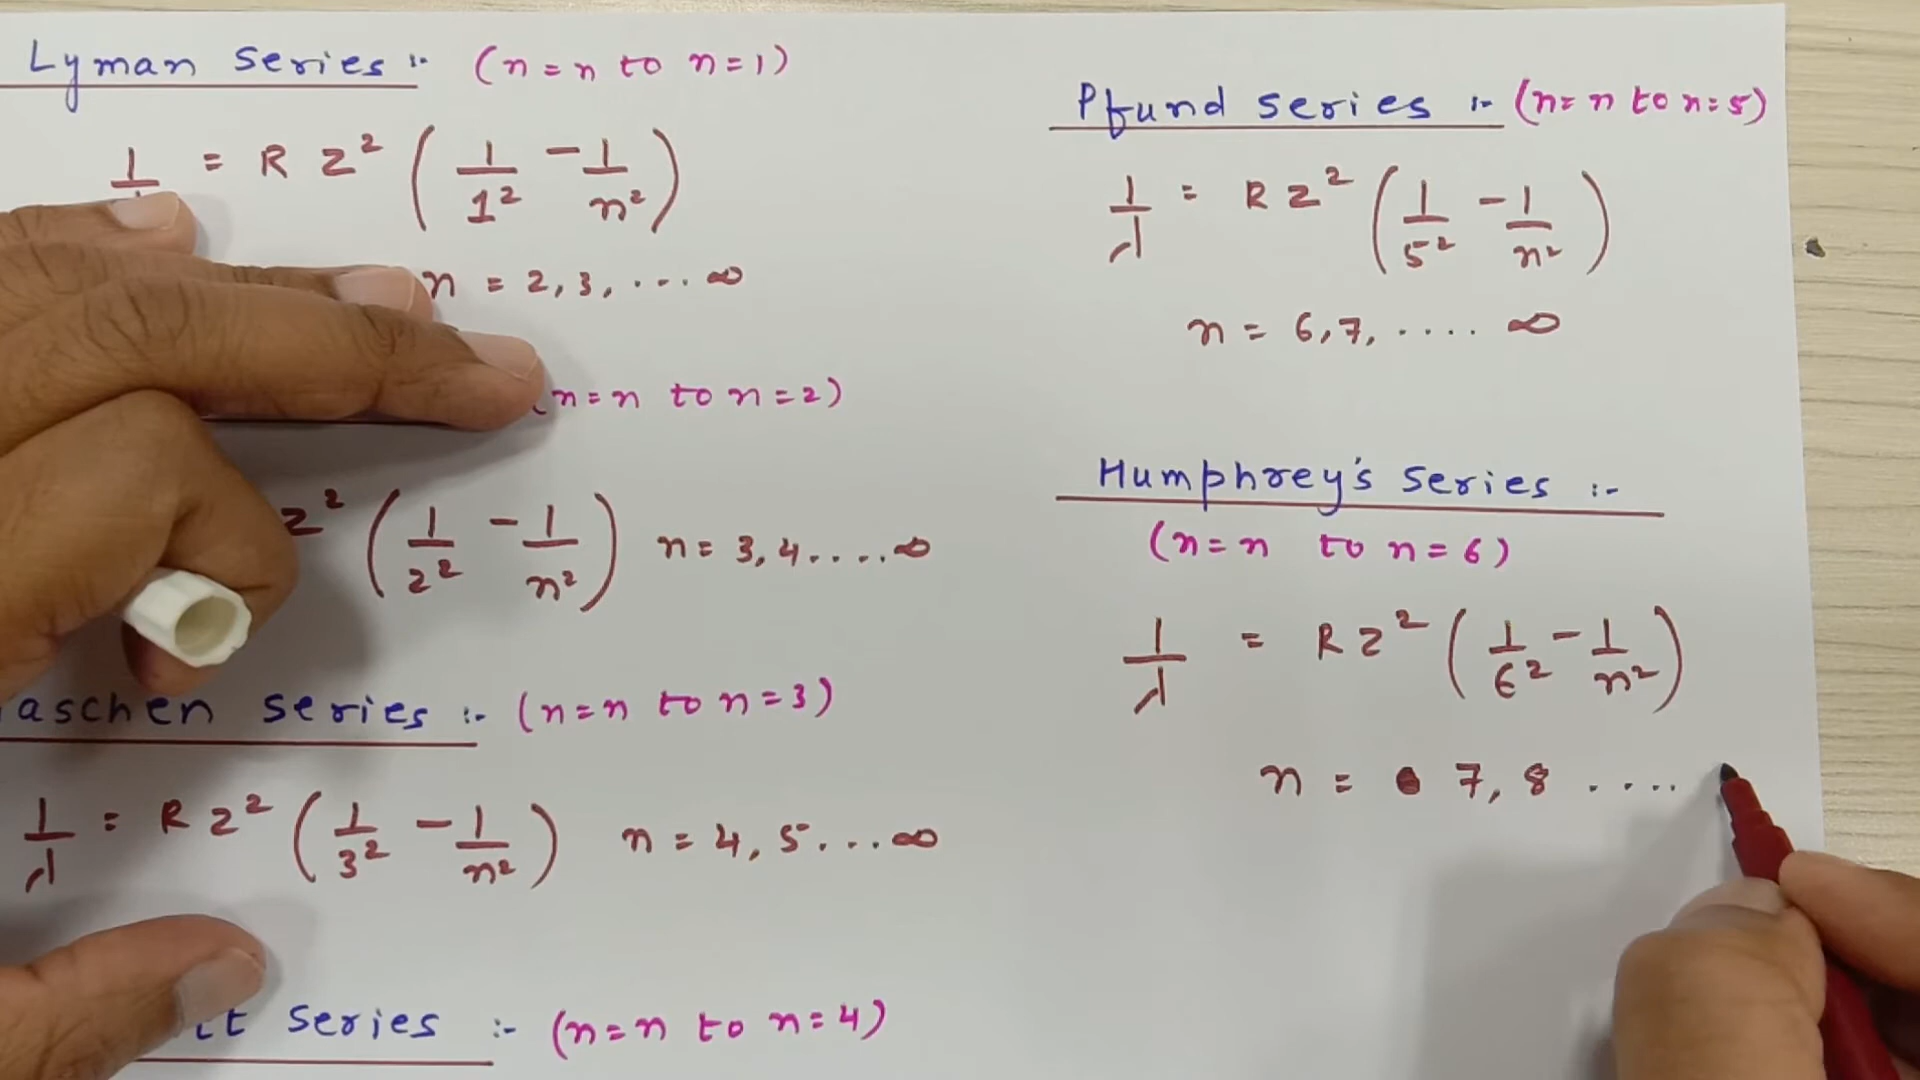 Lyman series :- (n = n to n = 1)
1 = R Z² ( 1/1² - 1/n² )
n = 2, 3, .... ∞
(n = n to n = 2)
Z² ( 1/2² - 1/n² ) n = 3, 4 .... ∞
aschen series :- (n = n to n = 3)
1/λ = R Z² ( 1/3² - 1/n² ) n = 4, 5 ... ∞
tt series :- (n = n to n = 4)
Pfund series :- (n = n to n = 5)
1/λ = R Z² ( 1/5² - 1/n² )
n = 6, 7, .... ∞
Humphrey's series :-
(n = n to n = 6)
1/λ = R Z² ( 1/6² - 1/n² )
n = 7, 8 ....